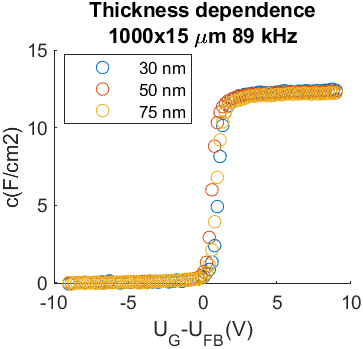 Thickness dependence
1000x15 μm 89 kHz
15
30 nm
50 nm
75 nm
10
c(F/cm2)
5
0
-10
-5
0
5
10
U_G-U_FB(V)